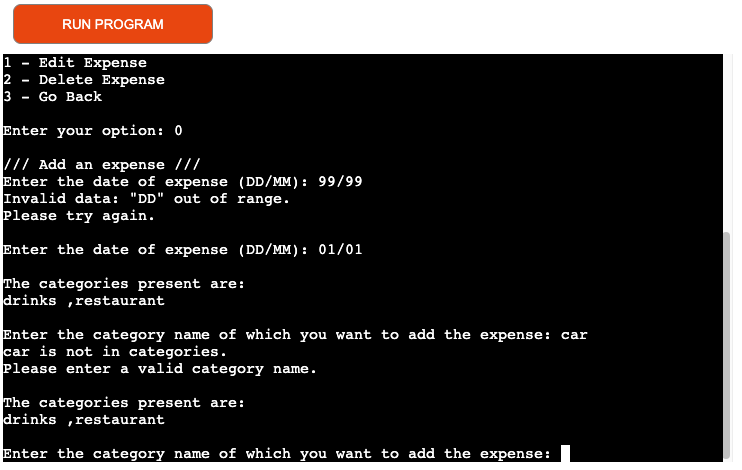 RUN PROGRAM
1 - Edit Expense
2 - Delete Expense
3 - Go Back
Enter your option: 0
/// Add an expense ///
Enter the date of expense (DD/MM): 99/99
Invalid data: "DD" out of range.
Please try again.
Enter the date of expense (DD/MM): 01/01
The categories present are:
drinks ,restaurant
Enter the category name of which you want to add the expense: car
car is not in categories.
Please enter a valid category name.
The categories present are:
drinks ,restaurant
Enter the category name of which you want to add the expense: